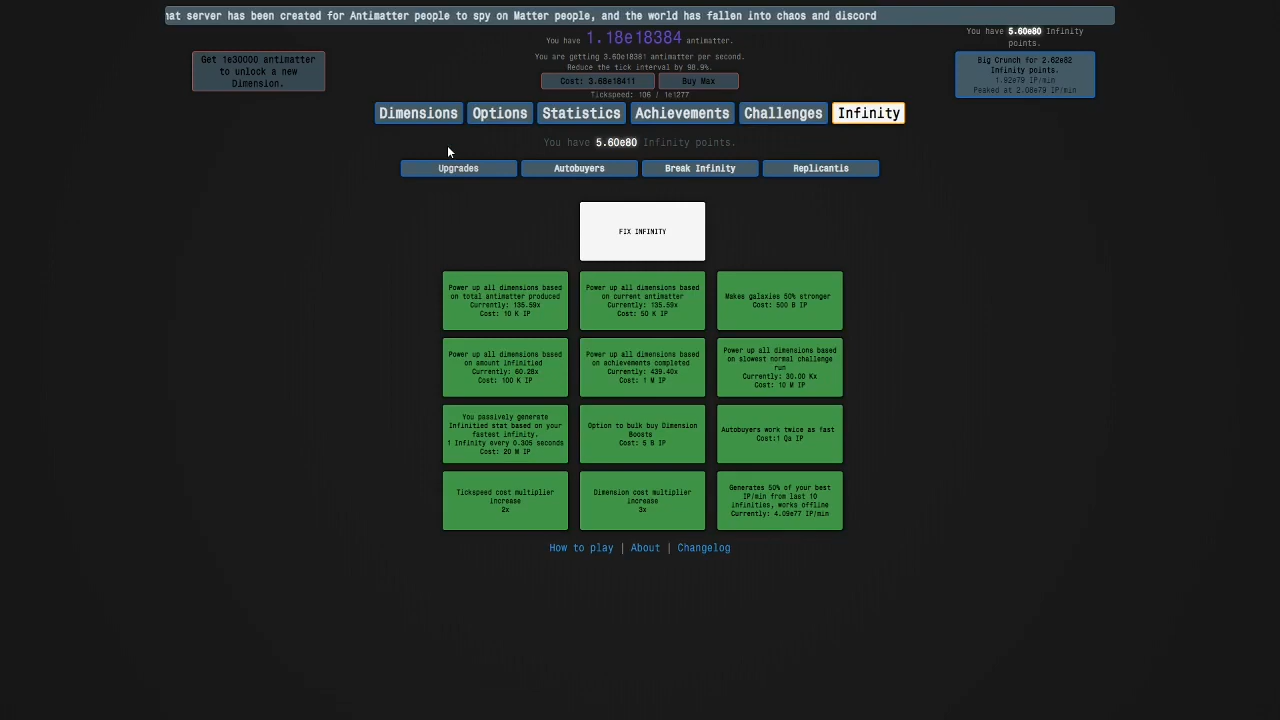 hat server has been created for Antimatter people to spy on Matter people, and the world has fallen into chaos and discord
You have 1.18e18384 antimatter.
You are getting 3.60e18381 antimatter per second.
Reduce the tick interval by 98.9%.
Cost: 3.68e18411
Buy Max
Tickspeed: 106 / 1e1277
Get 1e30000 antimatter
to unlock a new
Dimension.
You have 5.60e80 Infinity
points.
Big Crunch for 2.62e82
Infinity points.
1.92e79 IP/min
Peaked at 2.08e79 IP/min
Dimensions
Options
Statistics
Achievements
Challenges
Infinity
You have 5.60e80 Infinity points.
Upgrades
Autobuyers
Break Infinity
Replicantis
FIX INFINITY
Power up all dimensions based
on total antimatter produced
Currently: 135.59x
Cost: 10 K IP
Power up all dimensions based
on current antimatter
Currently: 135.59x
Cost: 50 K IP
Makes galaxies 50% stronger
Cost: 500 B IP
Power up all dimensions based
on amount infinitied
Currently: 60.28x
Cost: 100 K IP
Power up all dimensions based
on achievements completed
Currently: 439.40x
Cost: 1 M IP
Power up all dimensions based
on slowest normal challenge
run
Currently: 30.00 Kx
Cost: 10 M IP
You passively generate
Infinitied stat based on your
fastest infinity.
1 Infinity every 0.305 seconds
Cost: 20 M IP
Option to bulk buy Dimension
Boosts
Cost: 5 B IP
Autobuyers work twice as fast
Cost:1 Qa IP
Tickspeed cost multiplier
increase
2x
Dimension cost multiplier
increase
3x
Generates 50% of your best
IP/min from last 10
infinities, works offline
Currently: 4.09e77 IP/min
How to play | About | Changelog